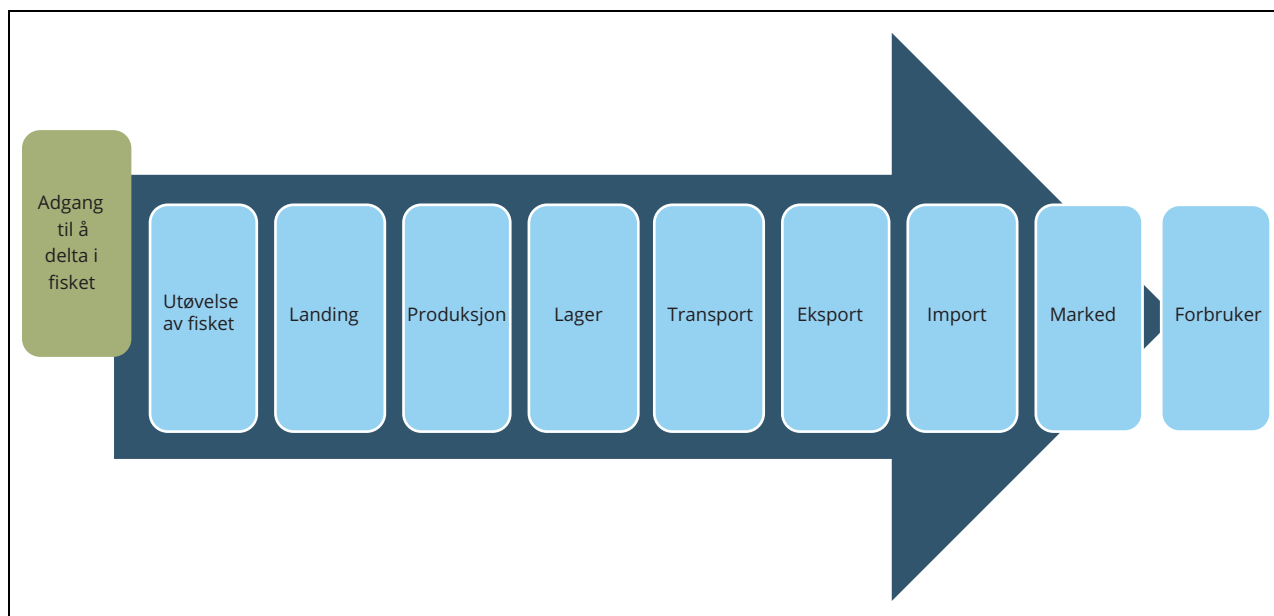 Adgang
til å
delta i
fisket
Utøvelse
av fisket
Landing
Produksjon
Lager
Transport
Eksport
Import
Marked
Forbruker